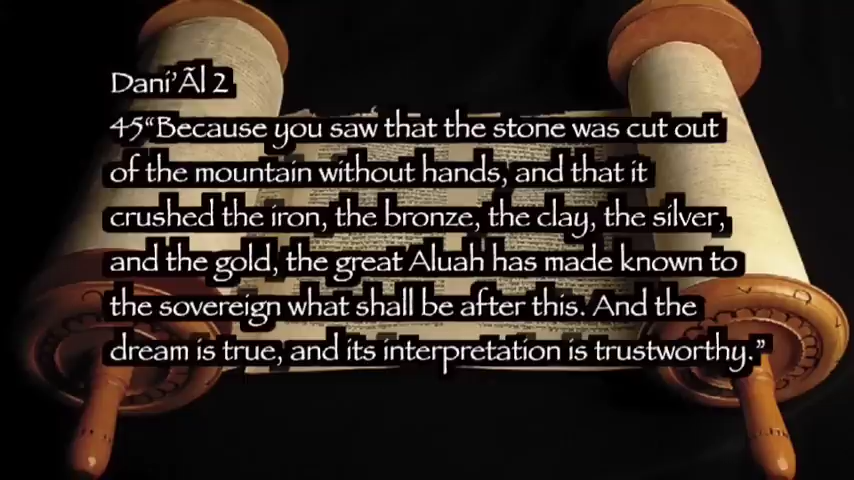 Dani’Ãl 2
45“Because you saw that the stone was cut out
of the mountain without hands, and that it
crushed the iron, the bronze, the clay, the silver,
and the gold, the great Aluah has made known to
the sovereign what shall be after this. And the
dream is true, and its interpretation is trustworthy.”